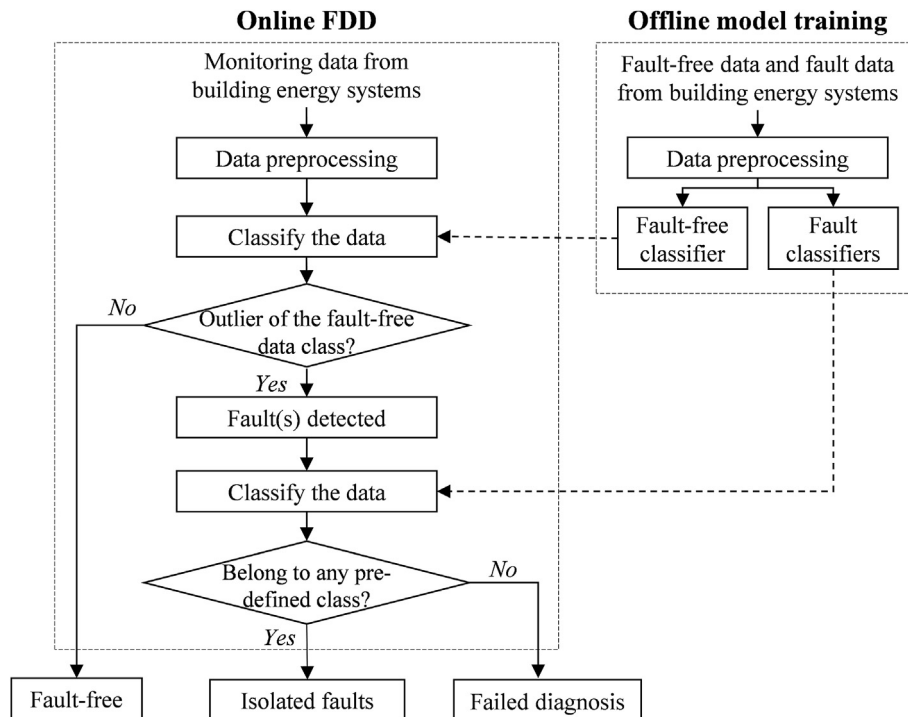 Online FDD
Monitoring data from
building energy systems
Data preprocessing
Classify the data
No
Outlier of the fault-free
data class?
Yes
Fault(s) detected
Classify the data
Belong to any pre-
defined class?
No
Yes
Fault-free
Isolated faults
Failed diagnosis
Offline model training
Fault-free data and fault data
from building energy systems
Data preprocessing
Fault-free
classifier
Fault
classifiers